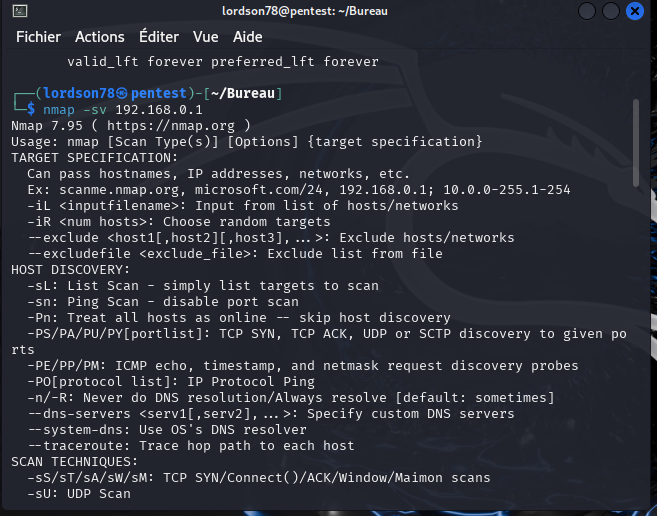 lordson78@pentest: ~/Bureau
Fichier Actions Éditer Vue Aide
valid_lft forever preferred_lft forever
┌──(lordson78㉿pentest)-[~/Bureau]
└─$ nmap -sv 192.168.0.1
Nmap 7.95 ( https://nmap.org )
Usage: nmap [Scan Type(s)] [Options] {target specification}
TARGET SPECIFICATION:
Can pass hostnames, IP addresses, networks, etc.
Ex: scanme.nmap.org, microsoft.com/24, 192.168.0.1; 10.0.0-255.1-254
-iL <inputfilename>: Input from list of hosts/networks
-iR <num hosts>: Choose random targets
--exclude <host1[,host2][,host3],...>: Exclude hosts/networks
--excludefile <exclude_file>: Exclude list from file
HOST DISCOVERY:
-sL: List Scan - simply list targets to scan
-sn: Ping Scan - disable port scan
-Pn: Treat all hosts as online -- skip host discovery
-PS/PA/PU/PY[portlist]: TCP SYN, TCP ACK, UDP or SCTP discovery to given po
rts
-PE/PP/PM: ICMP echo, timestamp, and netmask request discovery probes
-PO[protocol list]: IP Protocol Ping
-n/-R: Never do DNS resolution/Always resolve [default: sometimes]
--dns-servers <serv1[,serv2],...>: Specify custom DNS servers
--system-dns: Use OS's DNS resolver
--traceroute: Trace hop path to each host
SCAN TECHNIQUES:
-sS/sT/sA/sW/sM: TCP SYN/Connect()/ACK/Window/Maimon scans
-sU: UDP Scan